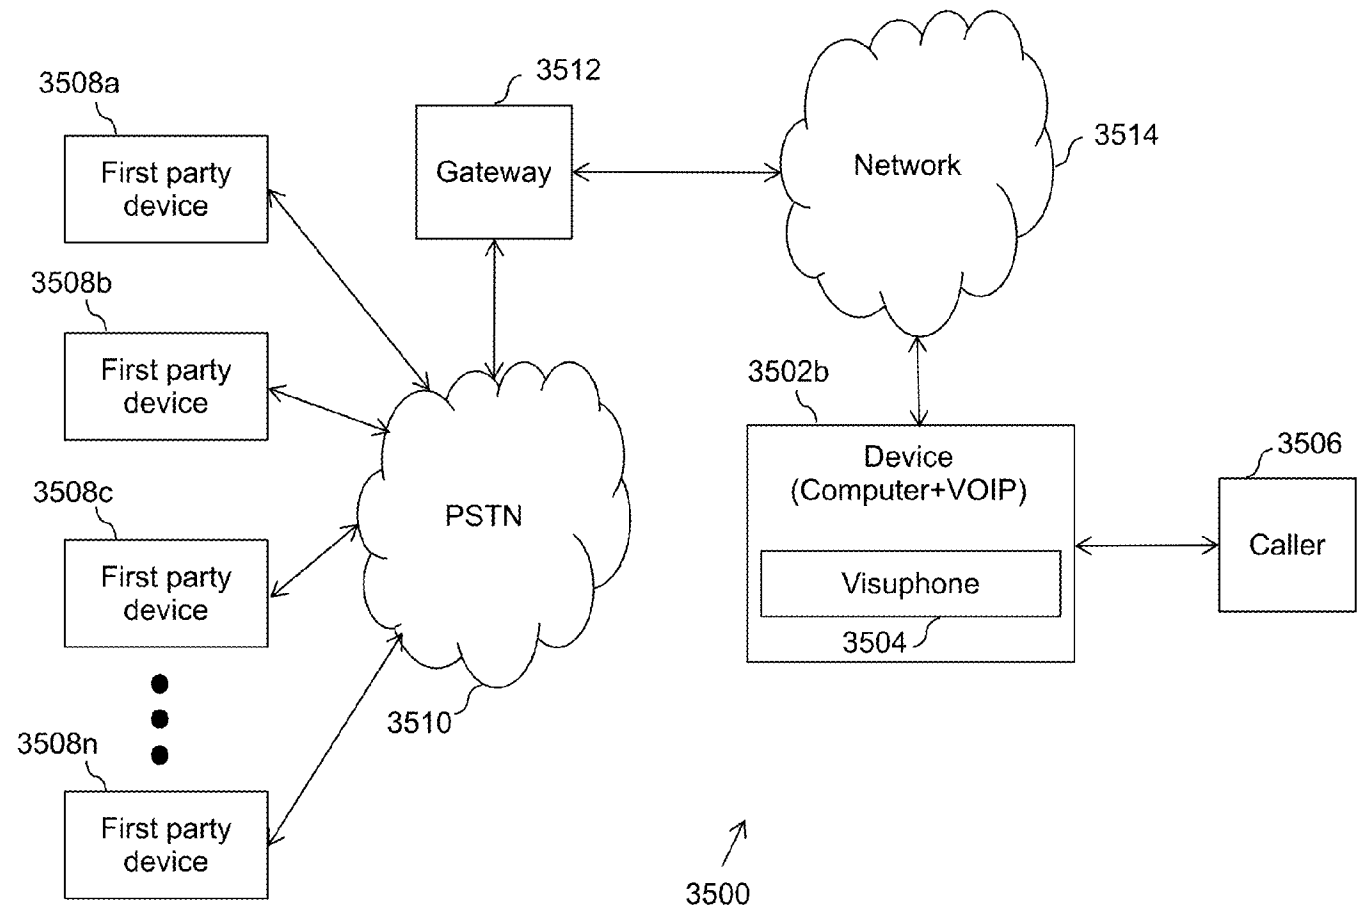 3508a
First party
device
3508b
First party
device
3508c
First party
device
3508n
First party
device
3512
Gateway
PSTN
3510
Network
3514
3502b
Device
(Computer+VOIP)
Visuphone
3504
3506
Caller
3500